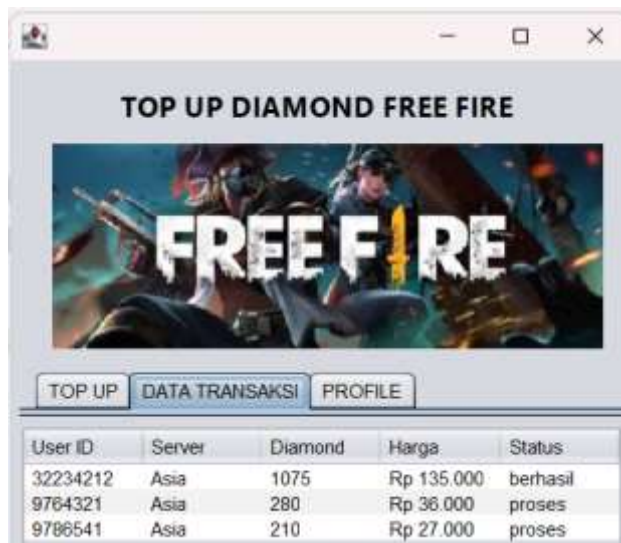 TOP UP DIAMOND FREE FIRE
FREE FIRE
TOP UP DATA TRANSAKSI PROFILE
User ID Server Diamond Harga Status
32234212 Asia 1075 Rp 135.000 berhasil
9764321 Asia 280 Rp 36.000 proses
9786541 Asia 210 Rp 27.000 proses